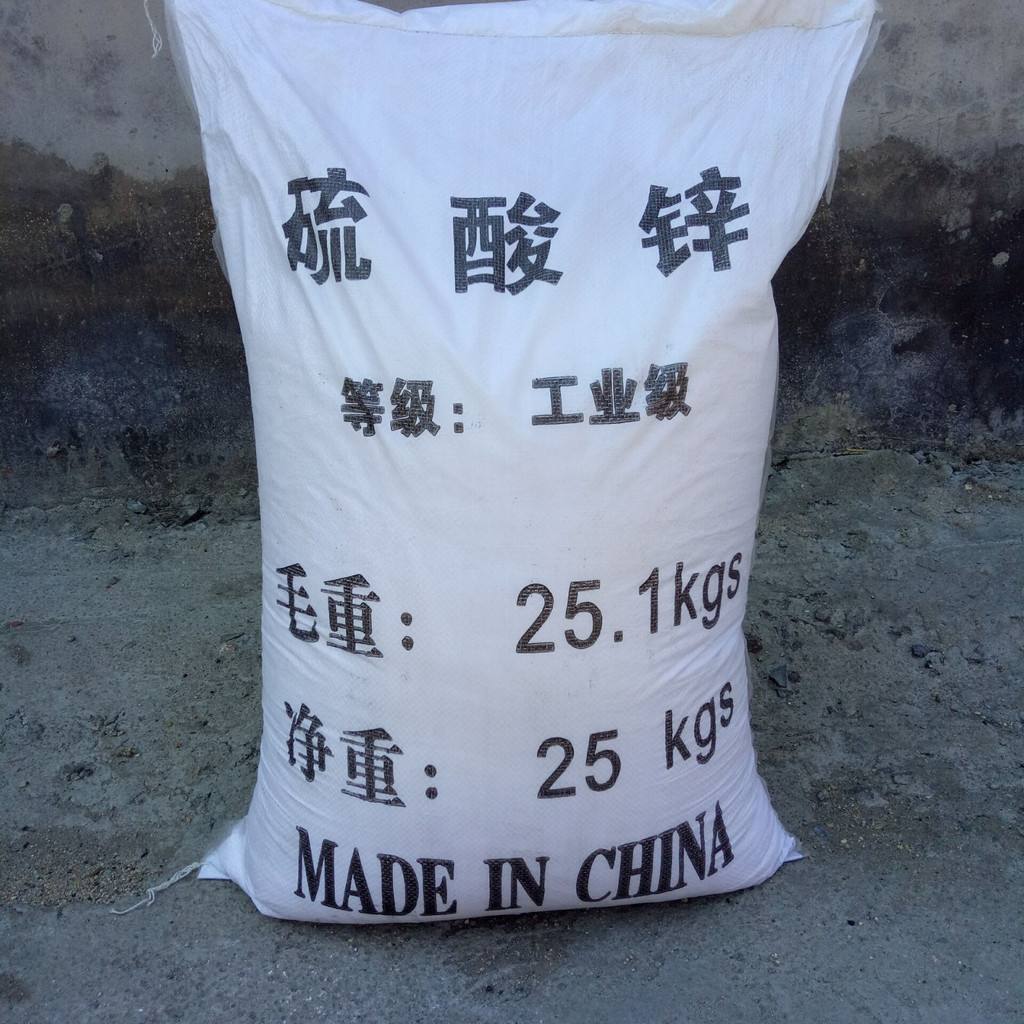 硫酸锌
等级： 工业级
毛重： 25.1kgs
净重： 25 kgs
MADE IN CHINA